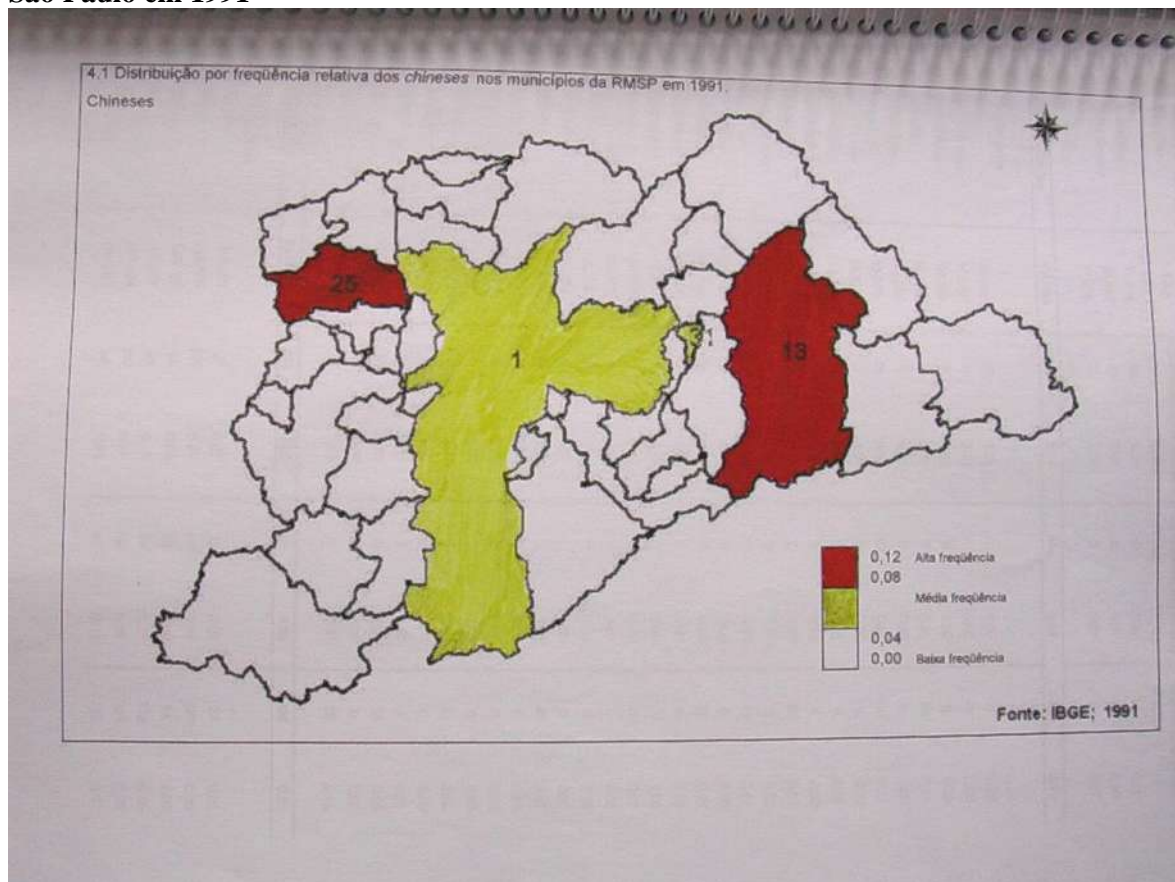 São Paulo em 1991
4.1 Distribuição por freqüência relativa dos chineses nos municípios da RMSP em 1991.
Chineses
25
1
31
13
0,12 Alta freqüência
0,08
Média freqüência
0,04
0,00 Baixa freqüência
Fonte: IBGE; 1991